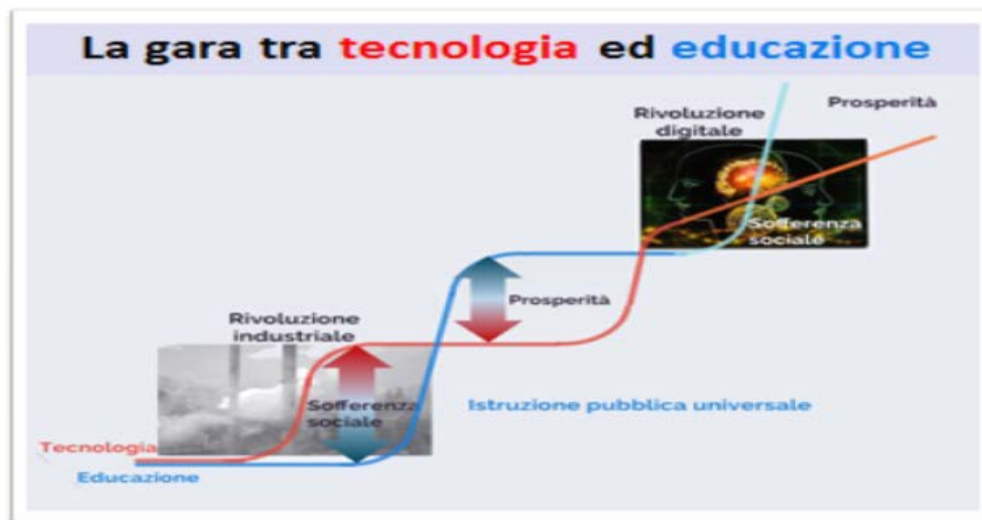 La gara tra tecnologia ed educazione
Prosperità
Rivoluzione
digitale
Sofferenza
sociale
Prosperità
Rivoluzione
industriale
Sofferenza
sociale
Istruzione pubblica universale
Tecnologia
Educazione